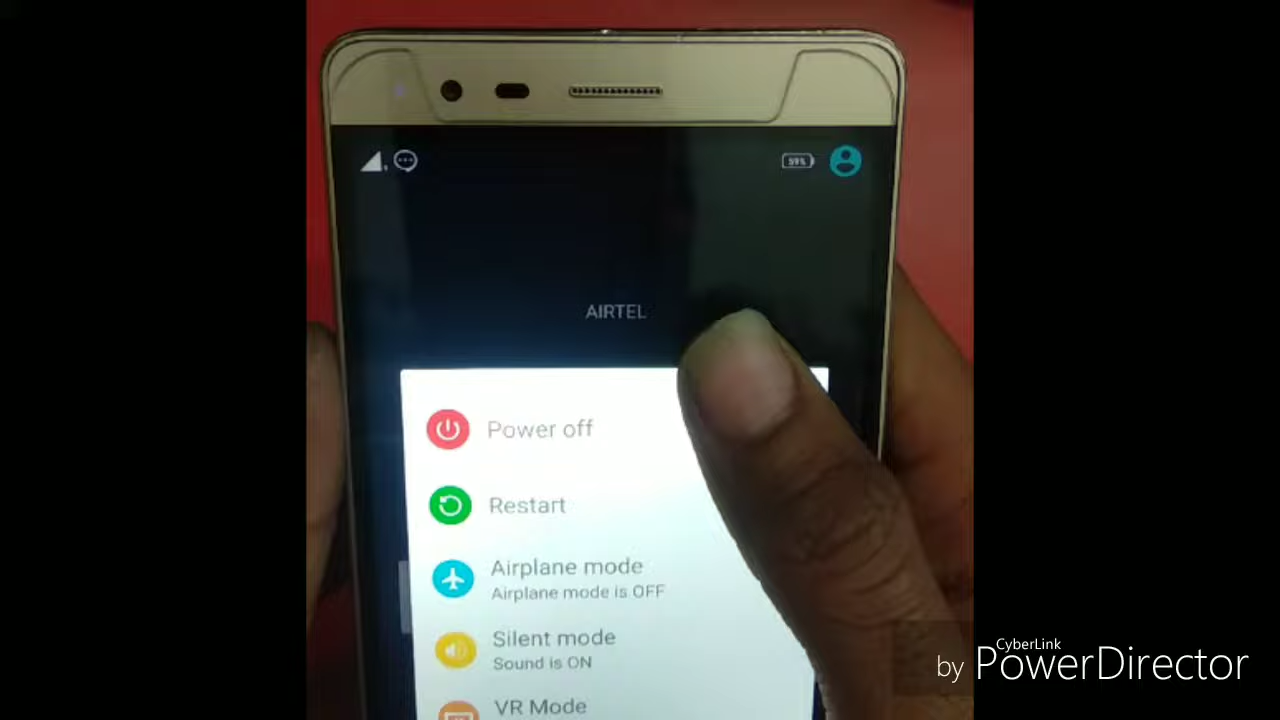 59%
AIRTEL
Power off
Restart
Airplane mode
Airplane mode is OFF
Silent mode
Sound is ON
VR Mode
CyberLink
by PowerDirector